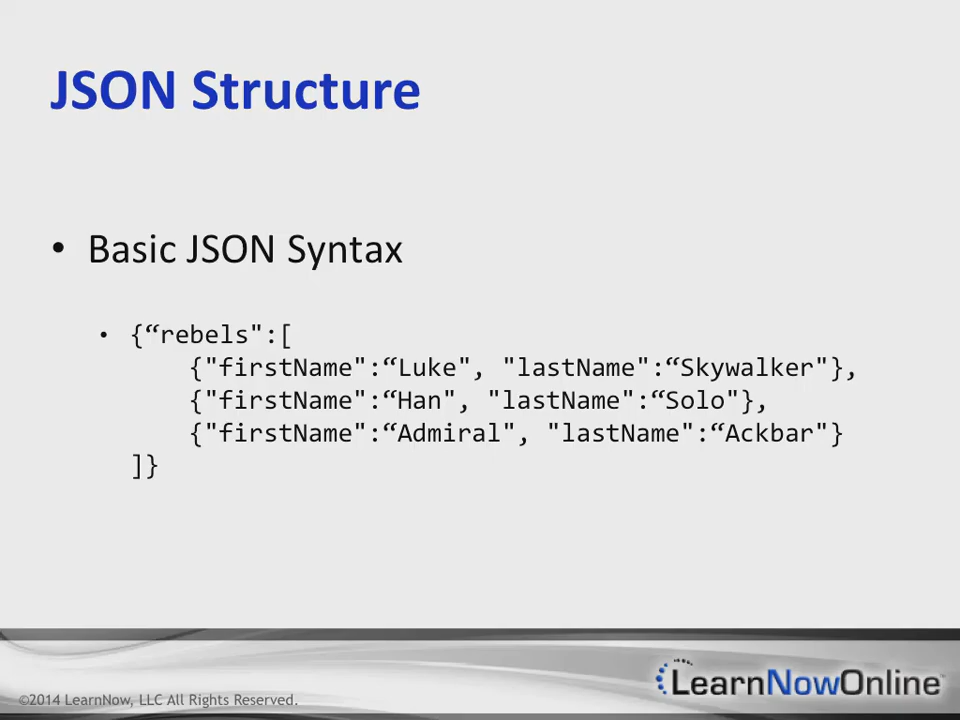 JSON Structure
• Basic JSON Syntax
• {“rebels":[
{"firstName":“Luke", "lastName":“Skywalker"},
{"firstName":“Han", "lastName":“Solo"},
{"firstName":“Admiral", "lastName":“Ackbar"}
]}
©2014 LearnNow, LLC All Rights Reserved.
LearnNowOnline